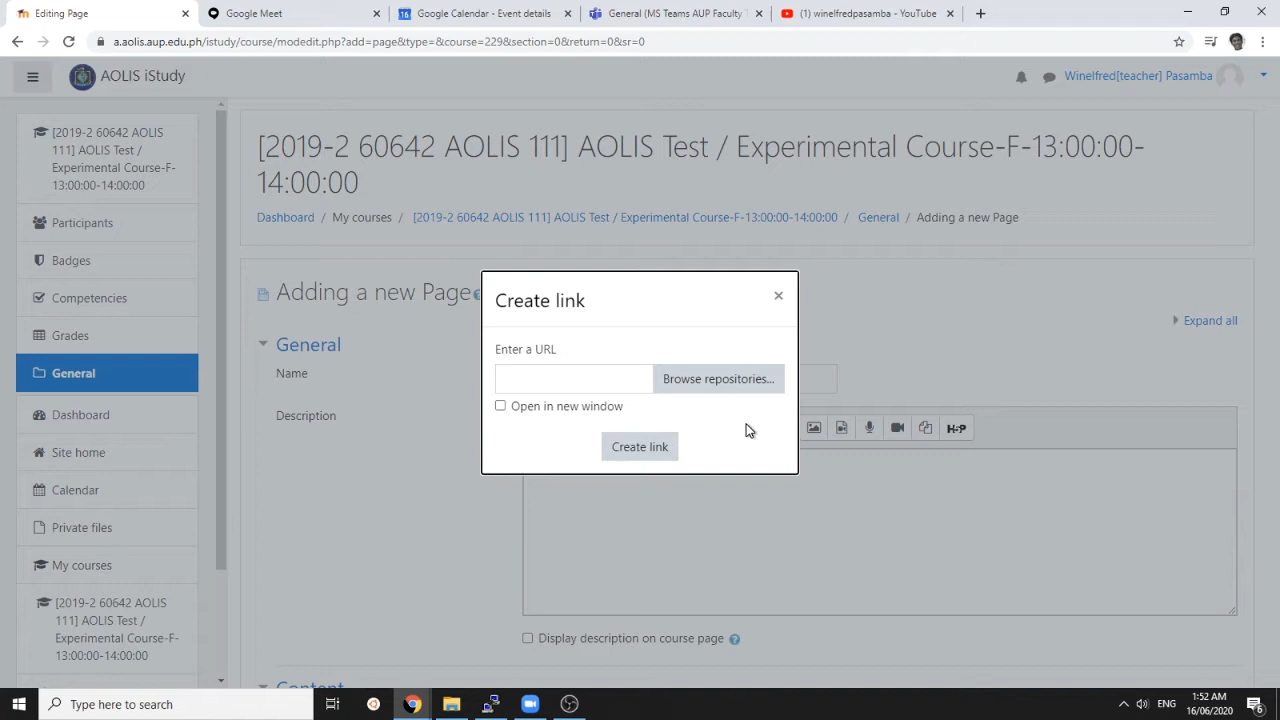 Editing Page
Google Meet
Google Calendar - Event details
General (MS Teams AUP Faculty T
(1) winelfredpasamba - YouTube
a.aolis.aup.edu.ph/istudy/course/modedit.php?add=page&type=&course=229&section=0&return=0&sr=0
AOLIS iStudy
Winelfred[teacher] Pasamba
[2019-2 60642 AOLIS
111] AOLIS Test /
Experimental Course-F-
13:00:00-14:00:00
Participants
Badges
Competencies
Grades
General
Dashboard
Site home
Calendar
Private files
My courses
[2019-2 60642 AOLIS
111] AOLIS Test /
Experimental Course-F-
13:00:00-14:00:00
[2019-2 60642 AOLIS 111] AOLIS Test / Experimental Course-F-13:00:00-
14:00:00
Dashboard / My courses / [2019-2 60642 AOLIS 111] AOLIS Test / Experimental Course-F-13:00:00-14:00:00 / General / Adding a new Page
Adding a new Page
Expand all
General
Name
Description
H5P
Create link
Enter a URL
Browse repositories...
Open in new window
Create link
Display description on course page
Content
Type here to search
ENG
1:52 AM
16/06/2020
6